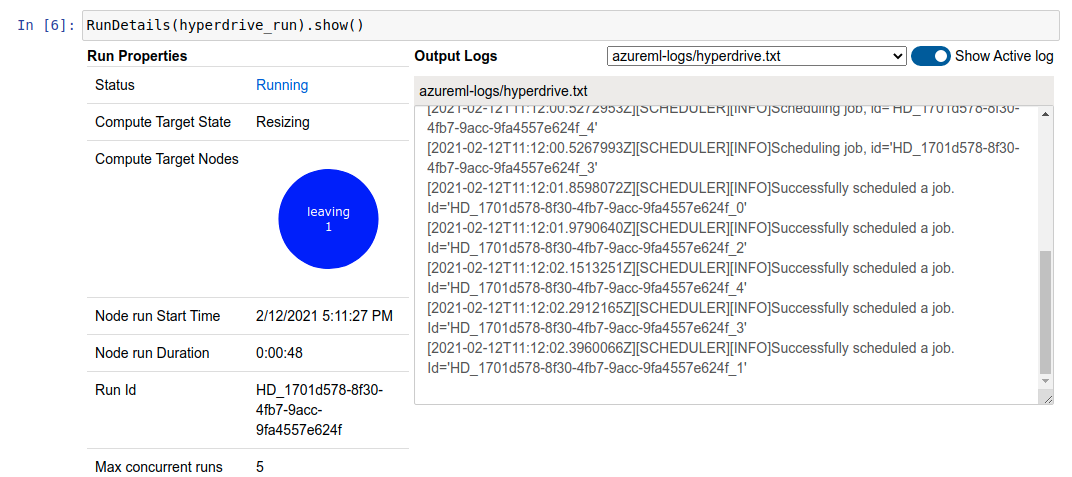 In [6]: RunDetails(hyperdrive_run).show()
Run Properties
Status Running
Compute Target State Resizing
Compute Target Nodes
leaving
1
Node run Start Time 2/12/2021 5:11:27 PM
Node run Duration 0:00:48
Run Id HD_1701d578-8f30-
4fb7-9acc-
9fa4557e624f
Max concurrent runs 5
Output Logs azureml-logs/hyperdrive.txt Show Active log
azureml-logs/hyperdrive.txt
[2021-02-12T11:12:00.5272953Z][SCHEDULER][INFO]Scheduling job, id='HD_1701d578-8f30-
4fb7-9acc-9fa4557e624f_4'
[2021-02-12T11:12:00.5267993Z][SCHEDULER][INFO]Scheduling job, id='HD_1701d578-8f30-
4fb7-9acc-9fa4557e624f_3'
[2021-02-12T11:12:01.8598072Z][SCHEDULER][INFO]Successfully scheduled a job.
Id='HD_1701d578-8f30-4fb7-9acc-9fa4557e624f_0'
[2021-02-12T11:12:01.9790640Z][SCHEDULER][INFO]Successfully scheduled a job.
Id='HD_1701d578-8f30-4fb7-9acc-9fa4557e624f_2'
[2021-02-12T11:12:02.1513251Z][SCHEDULER][INFO]Successfully scheduled a job.
Id='HD_1701d578-8f30-4fb7-9acc-9fa4557e624f_4'
[2021-02-12T11:12:02.2912165Z][SCHEDULER][INFO]Successfully scheduled a job.
Id='HD_1701d578-8f30-4fb7-9acc-9fa4557e624f_3'
[2021-02-12T11:12:02.3960066Z][SCHEDULER][INFO]Successfully scheduled a job.
Id='HD_1701d578-8f30-4fb7-9acc-9fa4557e624f_1'